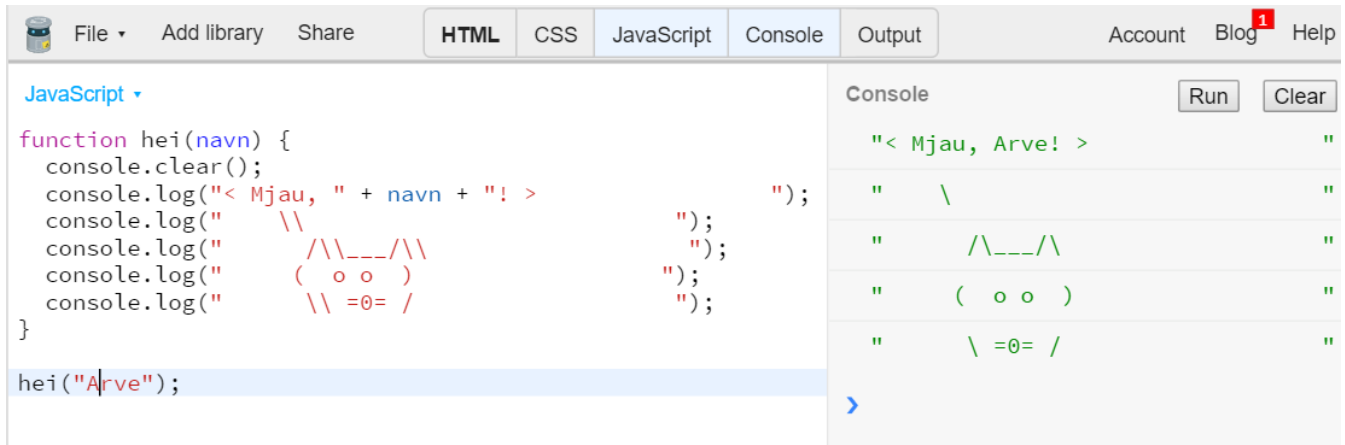 File ▾ Add library Share HTML CSS JavaScript Console Output Account Blog 1 Help
JavaScript ▾
function hei(navn) {
  console.clear();
  console.log("< Mjau, " + navn + "! >                  ");
  console.log("    \\                            ");
  console.log("      /\\___/\\                    ");
  console.log("     (  o o  )                   ");
  console.log("      \\ =0= /                    ");
}
hei("Arve");
Console Run Clear
"< Mjau, Arve! >                  "
"    \                            "
"      /\___/\                    "
"     (  o o  )                   "
"      \ =0= /                    "
❯